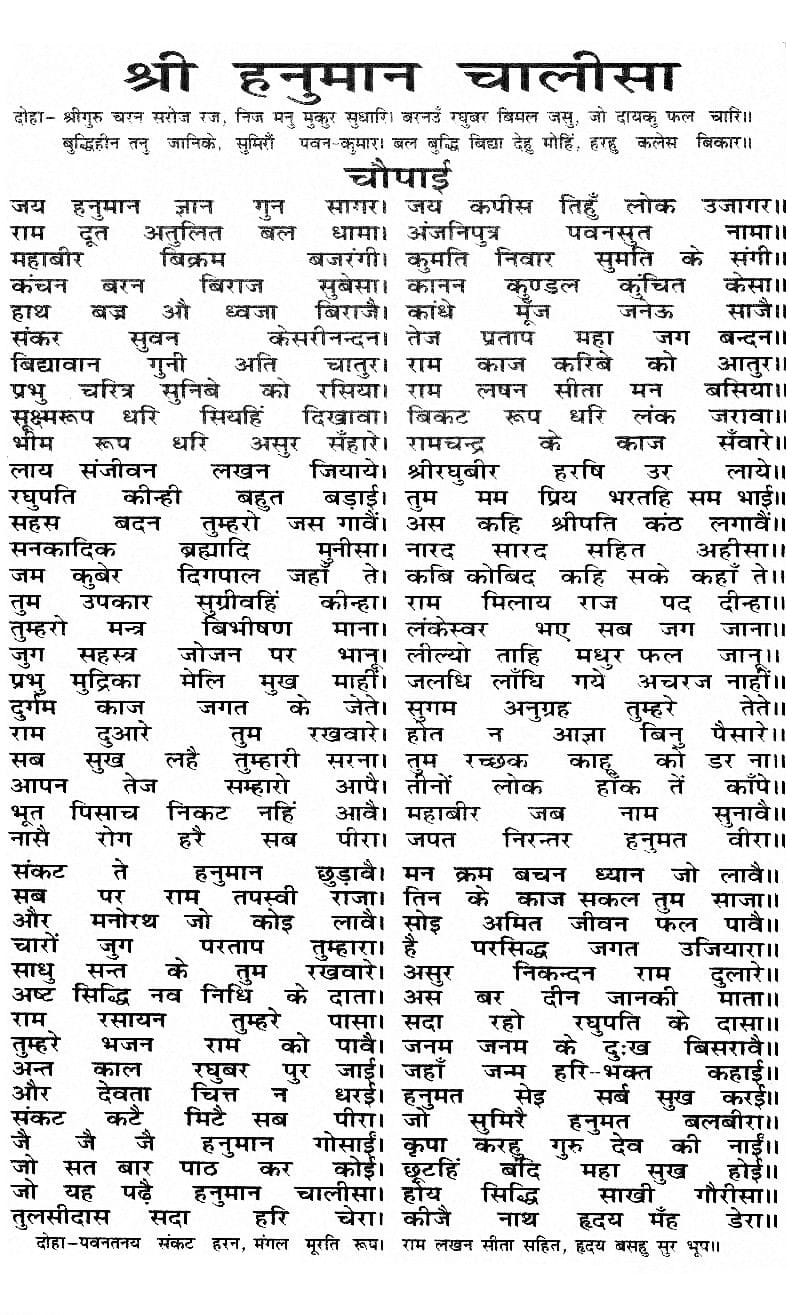 श्री हनुमान चालीसा
दोहा- श्रीगुरु चरन सरोज रज, निज मनु मुकुर सुधारि। बरनउँ रघुबर बिमल जसु, जो दायकु फल चारि॥
बुद्धिहीन तनु जानिके, सुमिरौं पवन-कुमार। बल बुद्धि बिद्या देहु मोहिं, हरहु कलेस बिकार॥
चौपाई
जय हनुमान ज्ञान गुन सागर। जय कपीस तिहुँ लोक उजागर॥
राम दूत अतुलित बल धामा। अंजनिपुत्र पवनसुत नामा॥
महाबीर बिक्रम बजरंगी। कुमति निवार सुमति के संगी॥
कंचन बरन बिराज सुबेसा। कानन कुण्डल कुंचित केसा॥
हाथ बज्र औ ध्वजा बिराजै। कांधे मूँज जनेऊ साजै॥
संकर सुवन केसरीनन्दन। तेज प्रताप महा जग बन्दन॥
बिद्यावान गुनी अति चातुर। राम काज करिबे को आतुर॥
प्रभु चरित्र सुनिबे को रसिया। राम लषन सीता मन बसिया॥
सूक्ष्मरूप धरि सियहिं दिखावा। बिकट रूप धरि लंक जरावा॥
भीम रूप धरि असुर सँहारे। रामचन्द्र के काज सँवारे॥
लाय संजीवन लखन जियाये। श्रीरघुबीर हरषि उर लाये॥
रघुपति कीन्ही बहुत बड़ाई। तुम मम प्रिय भरतहि सम भाई॥
सहस बदन तुम्हरो जस गावैं। अस कहि श्रीपति कंठ लगावैं॥
सनकादिक ब्रह्मादि मुनीसा। नारद सारद सहित अहीसा॥
जम कुबेर दिगपाल जहाँ ते। कबि कोबिद कहि सके कहाँ ते॥
तुम उपकार सुग्रीवहिं कीन्हा। राम मिलाय राज पद दीन्हा॥
तुम्हरो मन्त्र बिभीषण माना। लंकेस्वर भए सब जग जाना॥
जुग सहस्त्र जोजन पर भानू। लील्यो ताहि मधुर फल जानू॥
प्रभु मुद्रिका मेलि मुख माहीं। जलधि लाँघि गये अचरज नाहीं॥
दुर्गम काज जगत के जेते। सुगम अनुग्रह तुम्हरे तेते॥
राम दुआरे तुम रखवारे। होत न आज्ञा बिनु पैसारे॥
सब सुख लहै तुम्हारी सरना। तुम रच्छक काहू को डर ना॥
आपन तेज सम्हारो आपै। तीनों लोक हाँक तें काँपे॥
भूत पिसाच निकट नहिं आवै। महाबीर जब नाम सुनावै॥
नासै रोग हरै सब पीरा। जपत निरन्तर हनुमत वीरा॥
संकट ते हनुमान छुड़ावै। मन क्रम बचन ध्यान जो लावै॥
सब पर राम तपस्वी राजा। तिन के काज सकल तुम साजा॥
और मनोरथ जो कोइ लावै। सोइ अमित जीवन फल पावै॥
चारों जुग परताप तुम्हारा। है परसिद्ध जगत उजियारा॥
साधु सन्त के तुम रखवारे। असुर निकन्दन राम दुलारे॥
अष्ट सिद्धि नव निधि के दाता। अस बर दीन जानकी माता॥
राम रसायन तुम्हरे पासा। सदा रहो रघुपति के दासा॥
तुम्हरे भजन राम को पावै। जनम जनम के दुःख बिसरावै॥
अन्त काल रघुबर पुर जाई। जहाँ जन्म हरि-भक्त कहाई॥
और देवता चित्त न धरई। हनुमत सेइ सर्ब सुख करई॥
संकट कटै मिटै सब पीरा। जो सुमिरै हनुमत बलबीरा॥
जै जै जै हनुमान गोसाईं। कृपा करहु गुरु देव की नाईं॥
जो सत बार पाठ कर कोई। छूटहिं बंदि महा सुख होई॥
जो यह पढ़ै हनुमान चालीसा। होय सिद्धि साखी गौरीसा॥
तुलसीदास सदा हरि चेरा। कीजै नाथ हृदय मँह डेरा॥
दोहा-पवनतनय संकट हरन, मंगल मूरति रूप। राम लखन सीता सहित, हृदय बसहु सुर भूप॥